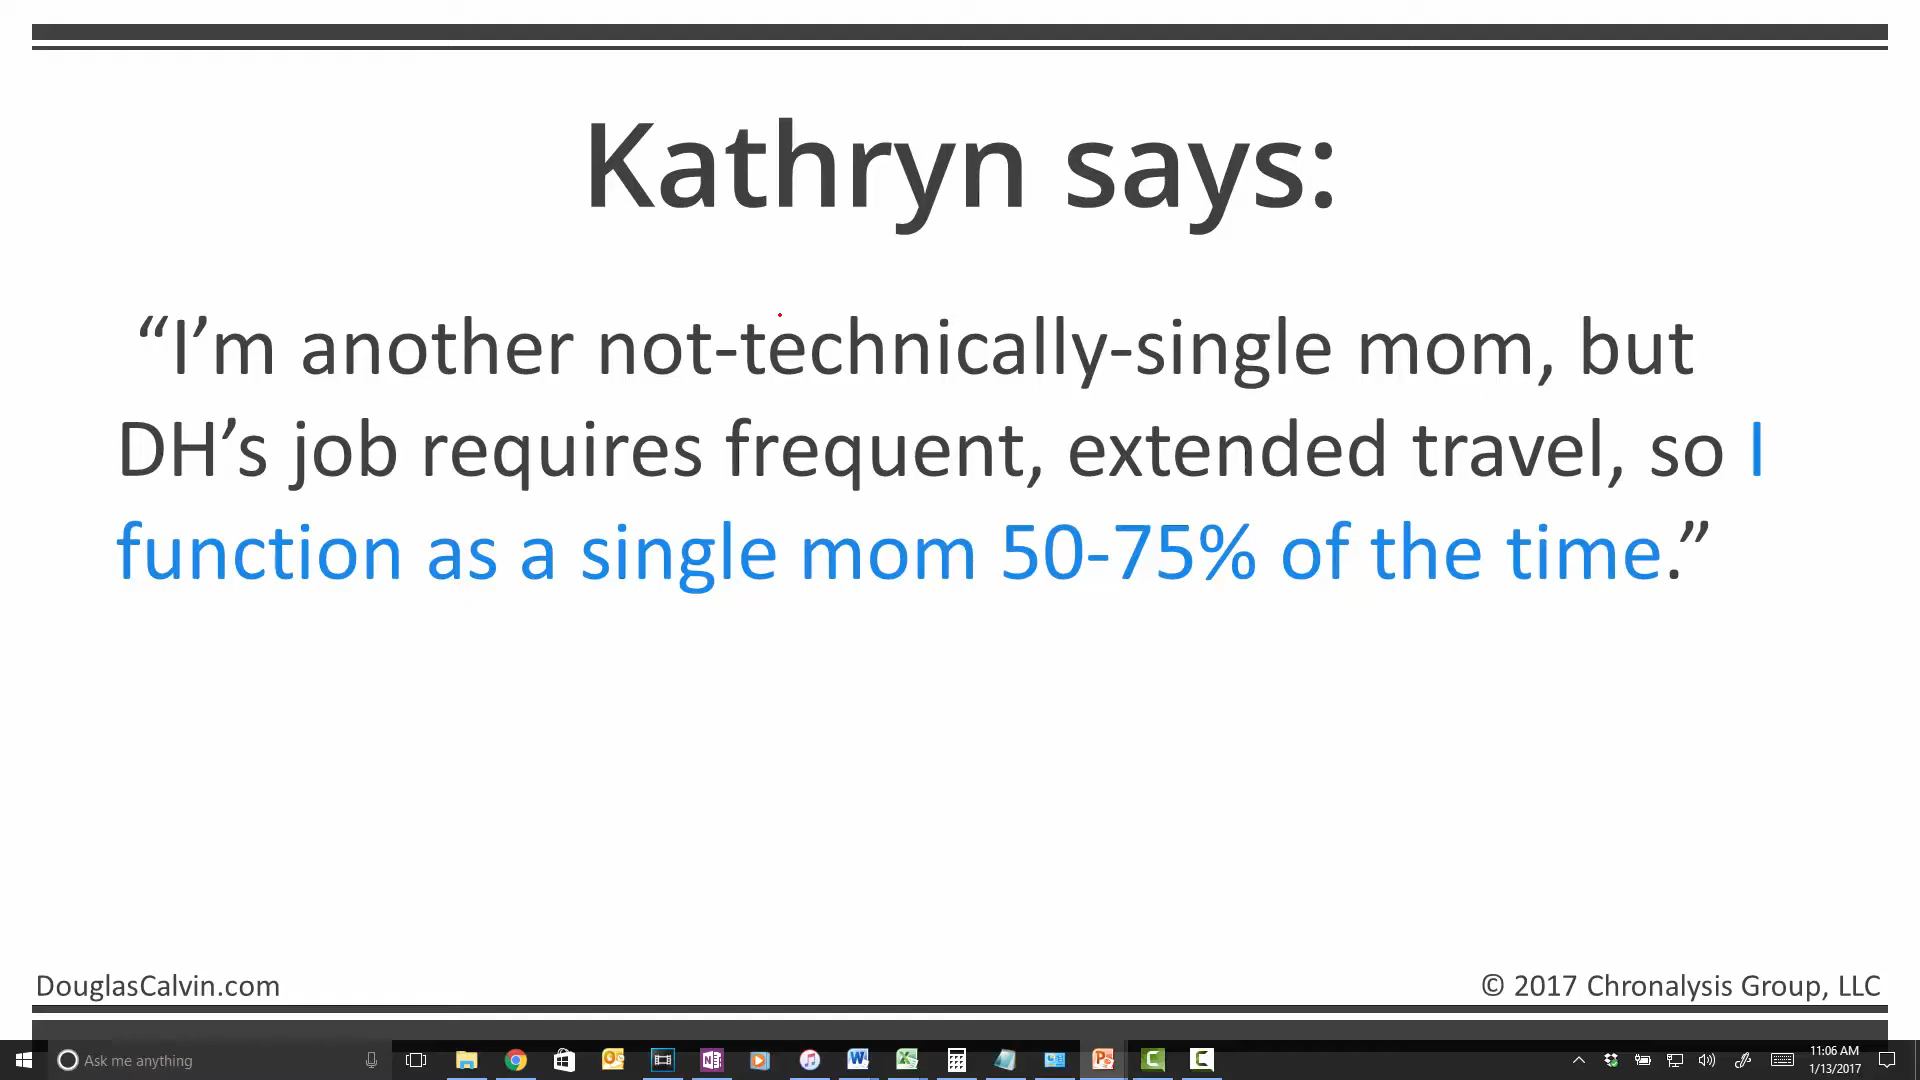 Kathryn says:
“I’m another not-technically-single mom, but
DH’s job requires frequent, extended travel, so I
function as a single mom 50-75% of the time.”
DouglasCalvin.com
© 2017 Chronalysis Group, LLC
Ask me anything
11:06 AM
1/13/2017